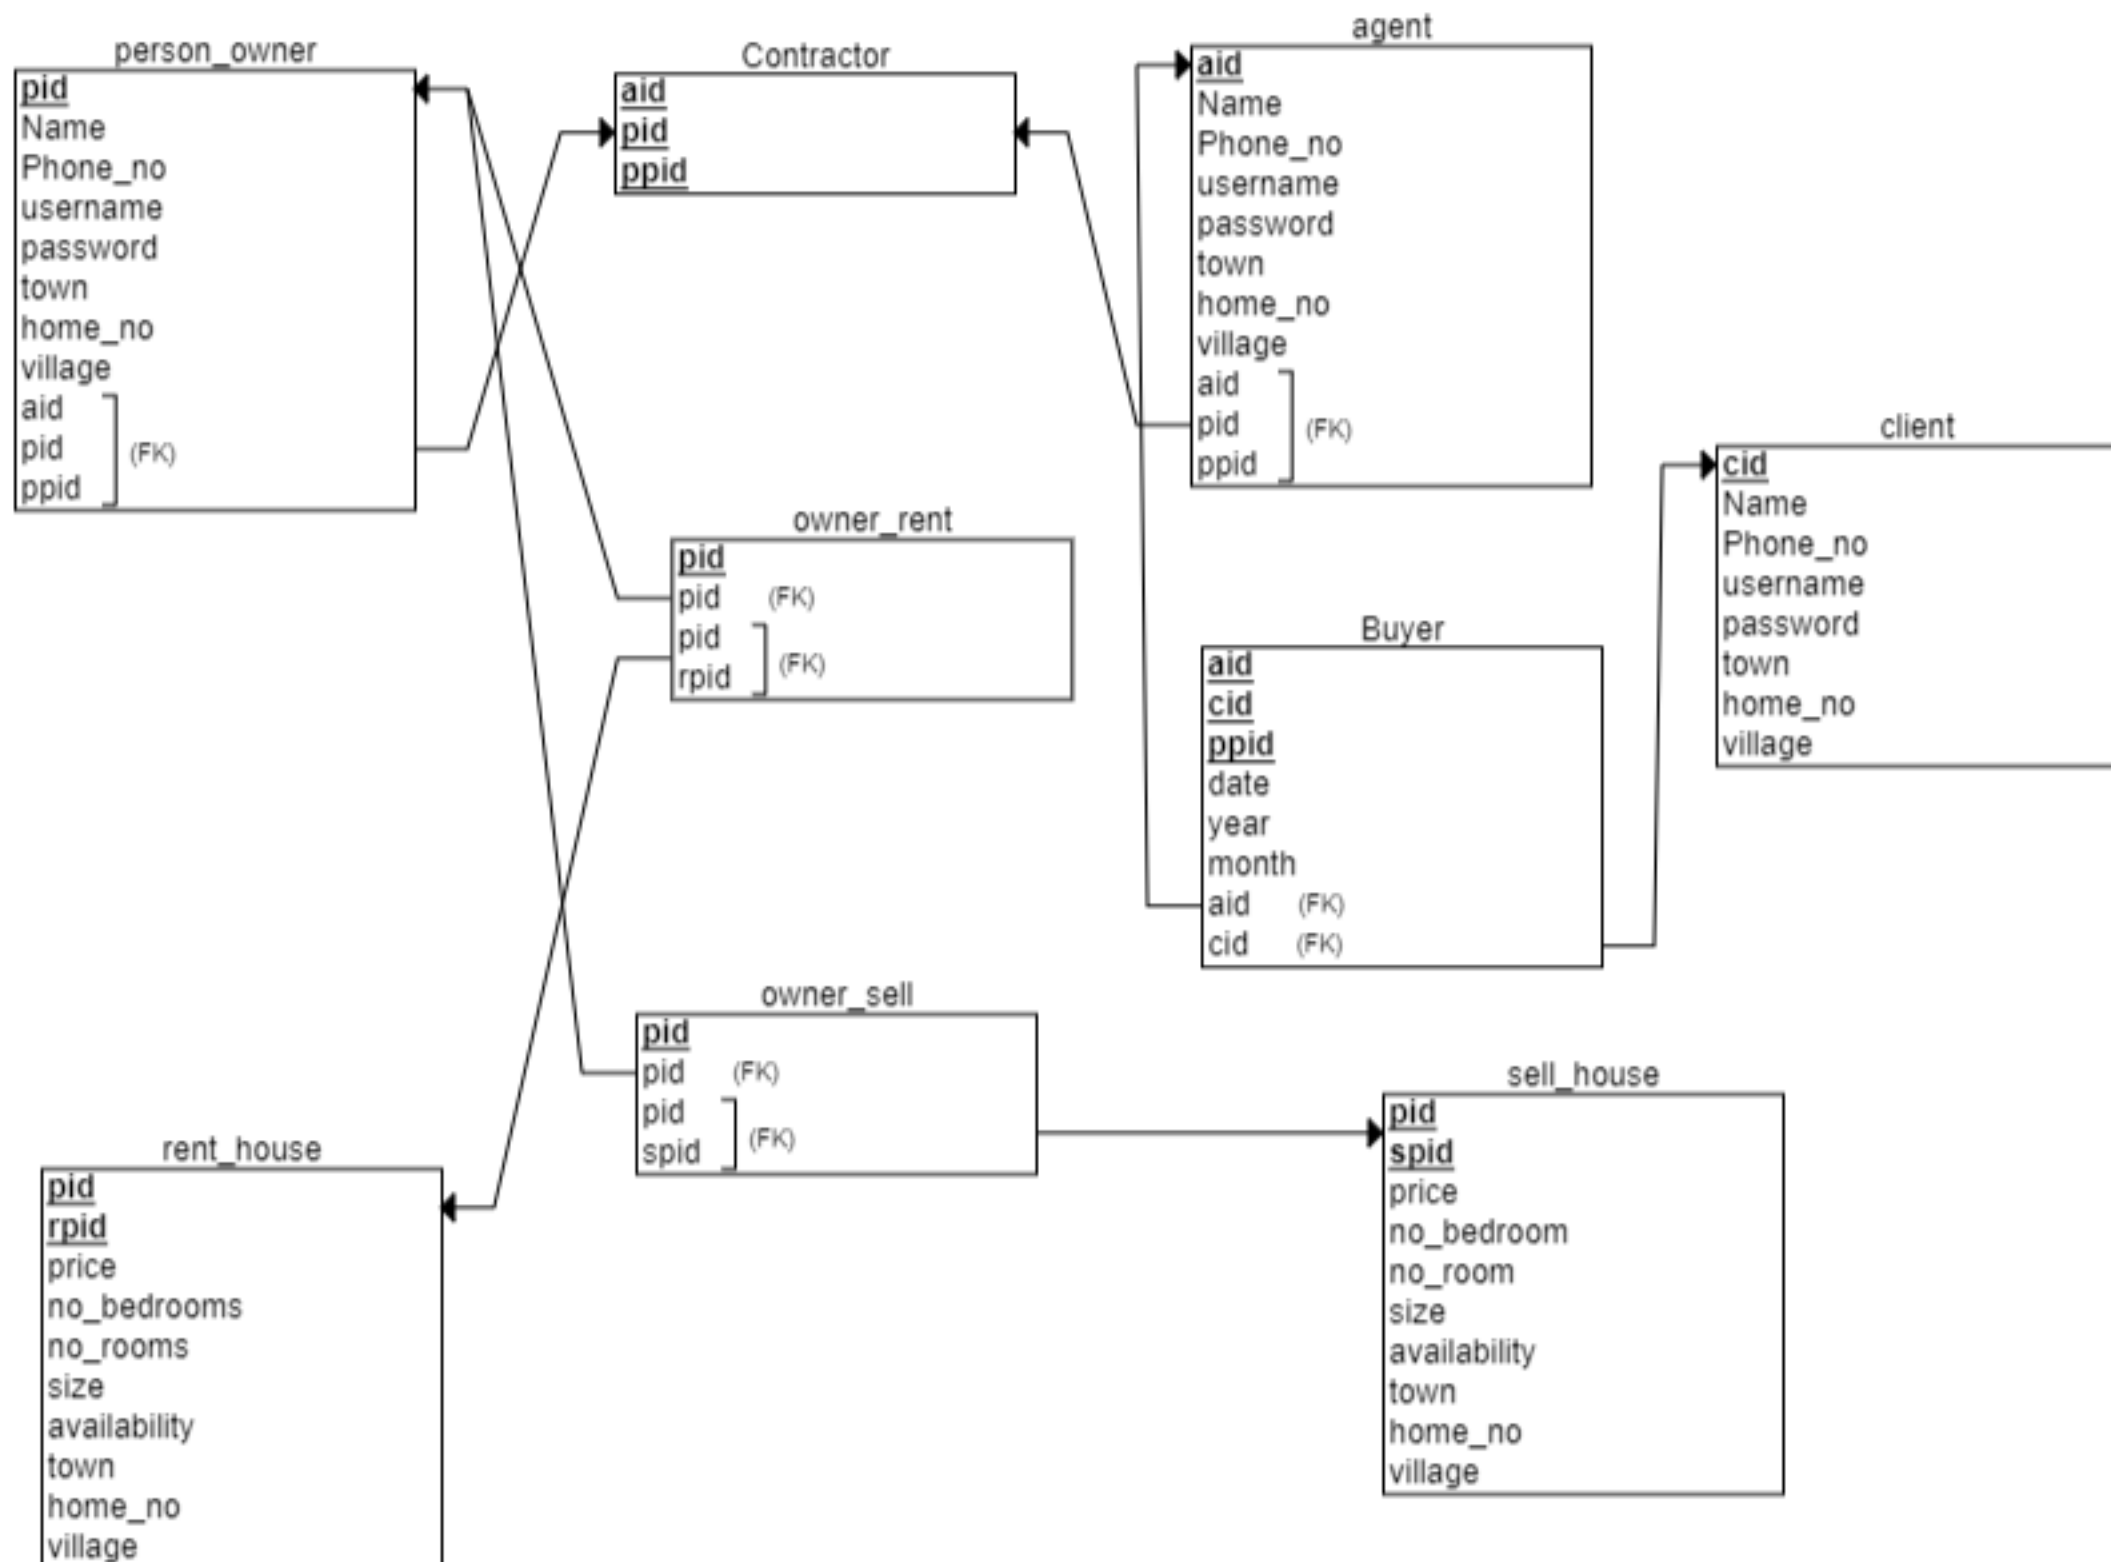 person_owner
pid
Name
Phone_no
username
password
town
home_no
village
aid
pid (FK)
ppid
Contractor
aid
pid
ppid
agent
aid
Name
Phone_no
username
password
town
home_no
village
aid
pid (FK)
ppid
client
cid
Name
Phone_no
username
password
town
home_no
village
owner_rent
pid
pid (FK)
pid
rpid (FK)
Buyer
aid
cid
ppid
date
year
month
aid (FK)
cid (FK)
owner_sell
pid
pid (FK)
pid
spid (FK)
sell_house
pid
spid
price
no_bedroom
no_room
size
availability
town
home_no
village
rent_house
pid
rpid
price
no_bedrooms
no_rooms
size
availability
town
home_no
village